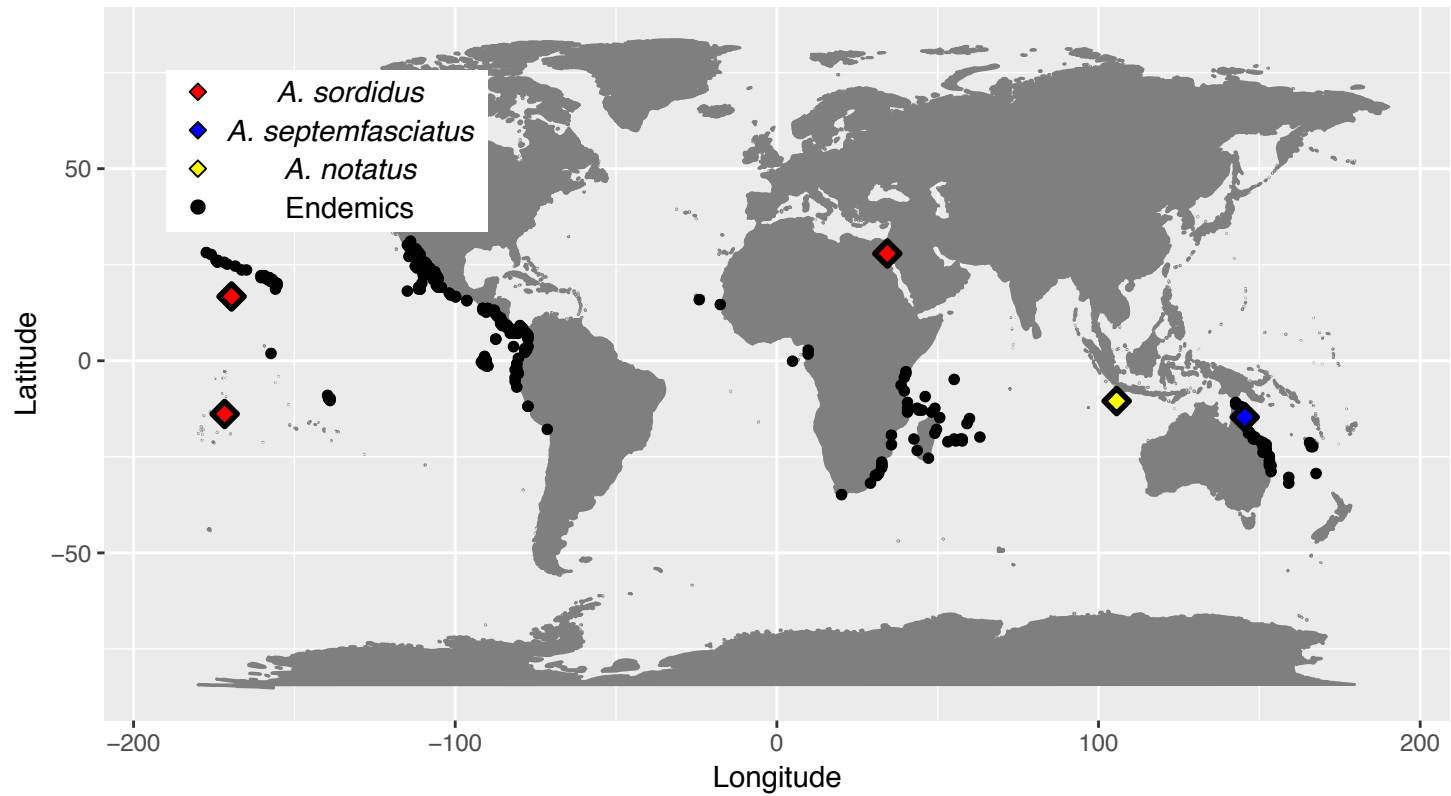 A. sordidus
A. septemfasciatus
A. notatus
Endemics
50
0
−50
Latitude
−200
−100
0
100
200
Longitude